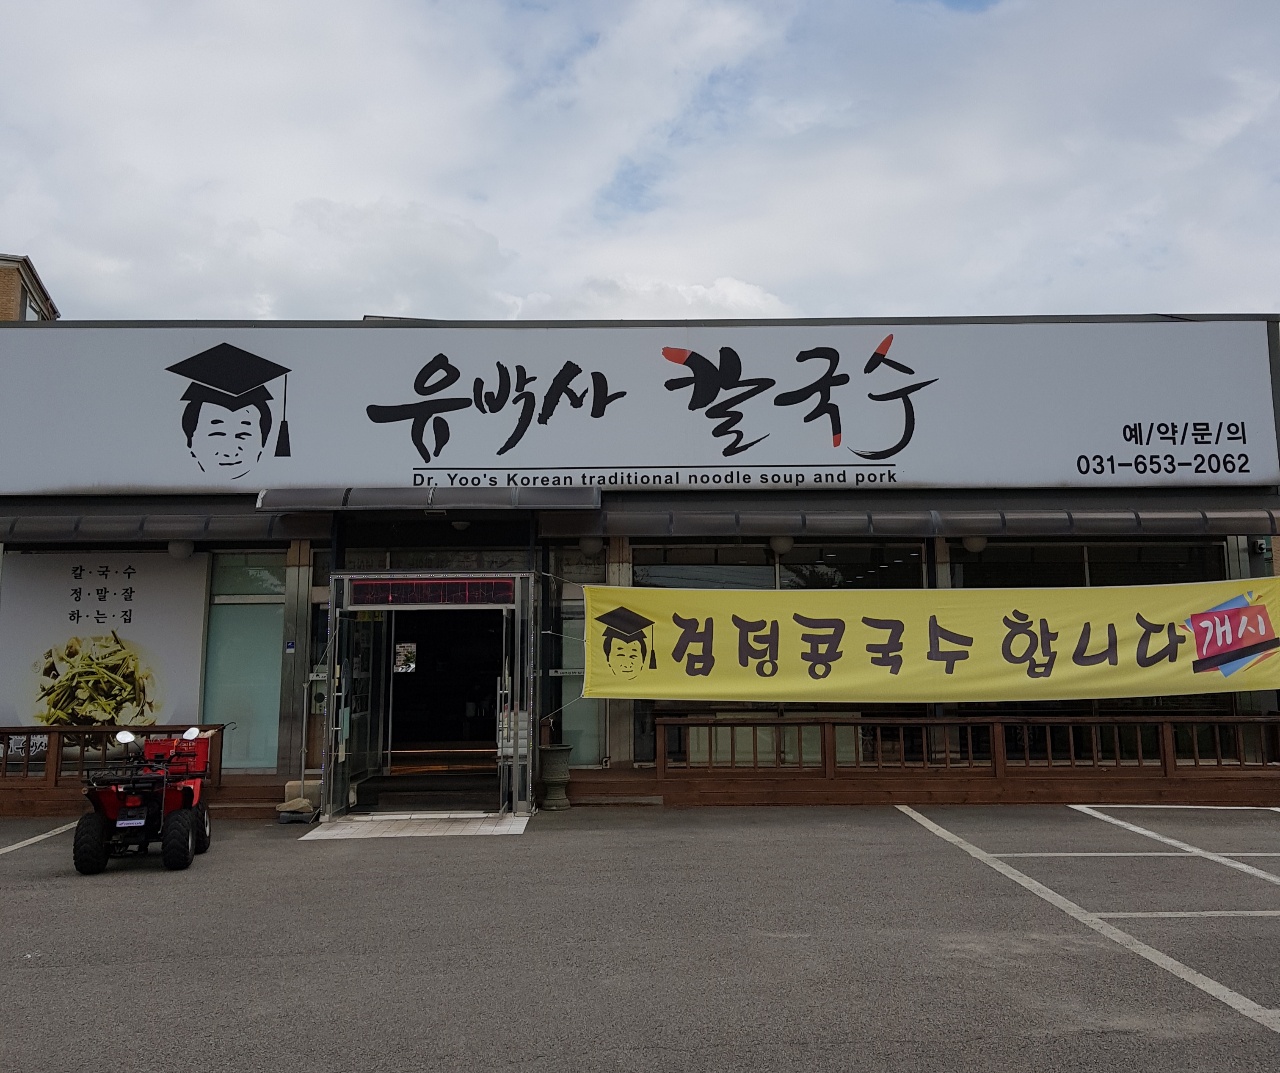 유박사 칼국수
Dr. Yoo's Korean traditional noodle soup and pork
예/약/문/의
031-653-2062
칼·국·수
정·말·잘
하·는·집
검정콩국수 합니다 개시